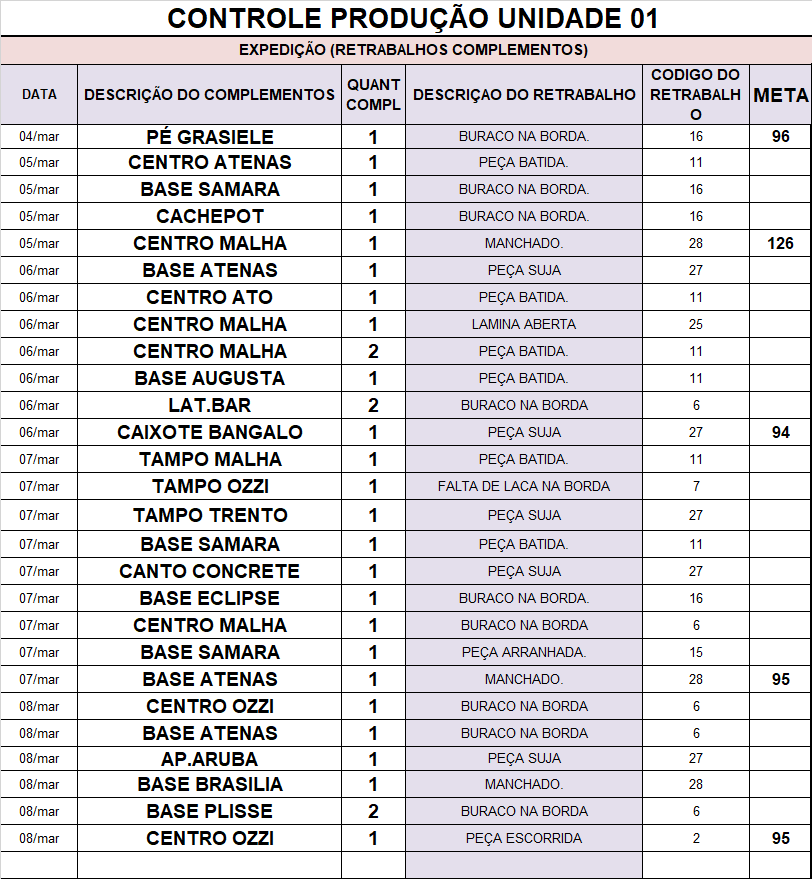 CONTROLE PRODUÇÃO UNIDADE 01
EXPEDIÇÃO (RETRABALHOS COMPLEMENTOS)
DATA DESCRIÇÃO DO COMPLEMENTOS QUANT COMPL DESCRIÇAO DO RETRABALHO CODIGO DO RETRABALHO META
04/mar PÉ GRASIELE 1 BURACO NA BORDA. 16 96
05/mar CENTRO ATENAS 1 PEÇA BATIDA. 11
05/mar BASE SAMARA 1 BURACO NA BORDA. 16
05/mar CACHEPOT 1 BURACO NA BORDA. 16
05/mar CENTRO MALHA 1 MANCHADO. 28 126
06/mar BASE ATENAS 1 PEÇA SUJA 27
06/mar CENTRO ATO 1 PEÇA BATIDA. 11
06/mar CENTRO MALHA 1 LAMINA ABERTA 25
06/mar CENTRO MALHA 2 PEÇA BATIDA. 11
06/mar BASE AUGUSTA 1 PEÇA BATIDA. 11
06/mar LAT.BAR 2 BURACO NA BORDA 6
06/mar CAIXOTE BANGALO 1 PEÇA SUJA 27 94
07/mar TAMPO MALHA 1 PEÇA BATIDA. 11
07/mar TAMPO OZZI 1 FALTA DE LACA NA BORDA 7
07/mar TAMPO TRENTO 1 PEÇA SUJA 27
07/mar BASE SAMARA 1 PEÇA BATIDA. 11
07/mar CANTO CONCRETE 1 PEÇA SUJA 27
07/mar BASE ECLIPSE 1 BURACO NA BORDA. 16
07/mar CENTRO MALHA 1 BURACO NA BORDA 6
07/mar BASE SAMARA 1 PEÇA ARRANHADA. 15
07/mar BASE ATENAS 1 MANCHADO. 28 95
08/mar CENTRO OZZI 1 BURACO NA BORDA 6
08/mar BASE ATENAS 1 BURACO NA BORDA 6
08/mar AP.ARUBA 1 PEÇA SUJA 27
08/mar BASE BRASILIA 1 MANCHADO. 28
08/mar BASE PLISSE 2 BURACO NA BORDA 6
08/mar CENTRO OZZI 1 PEÇA ESCORRIDA 2 95